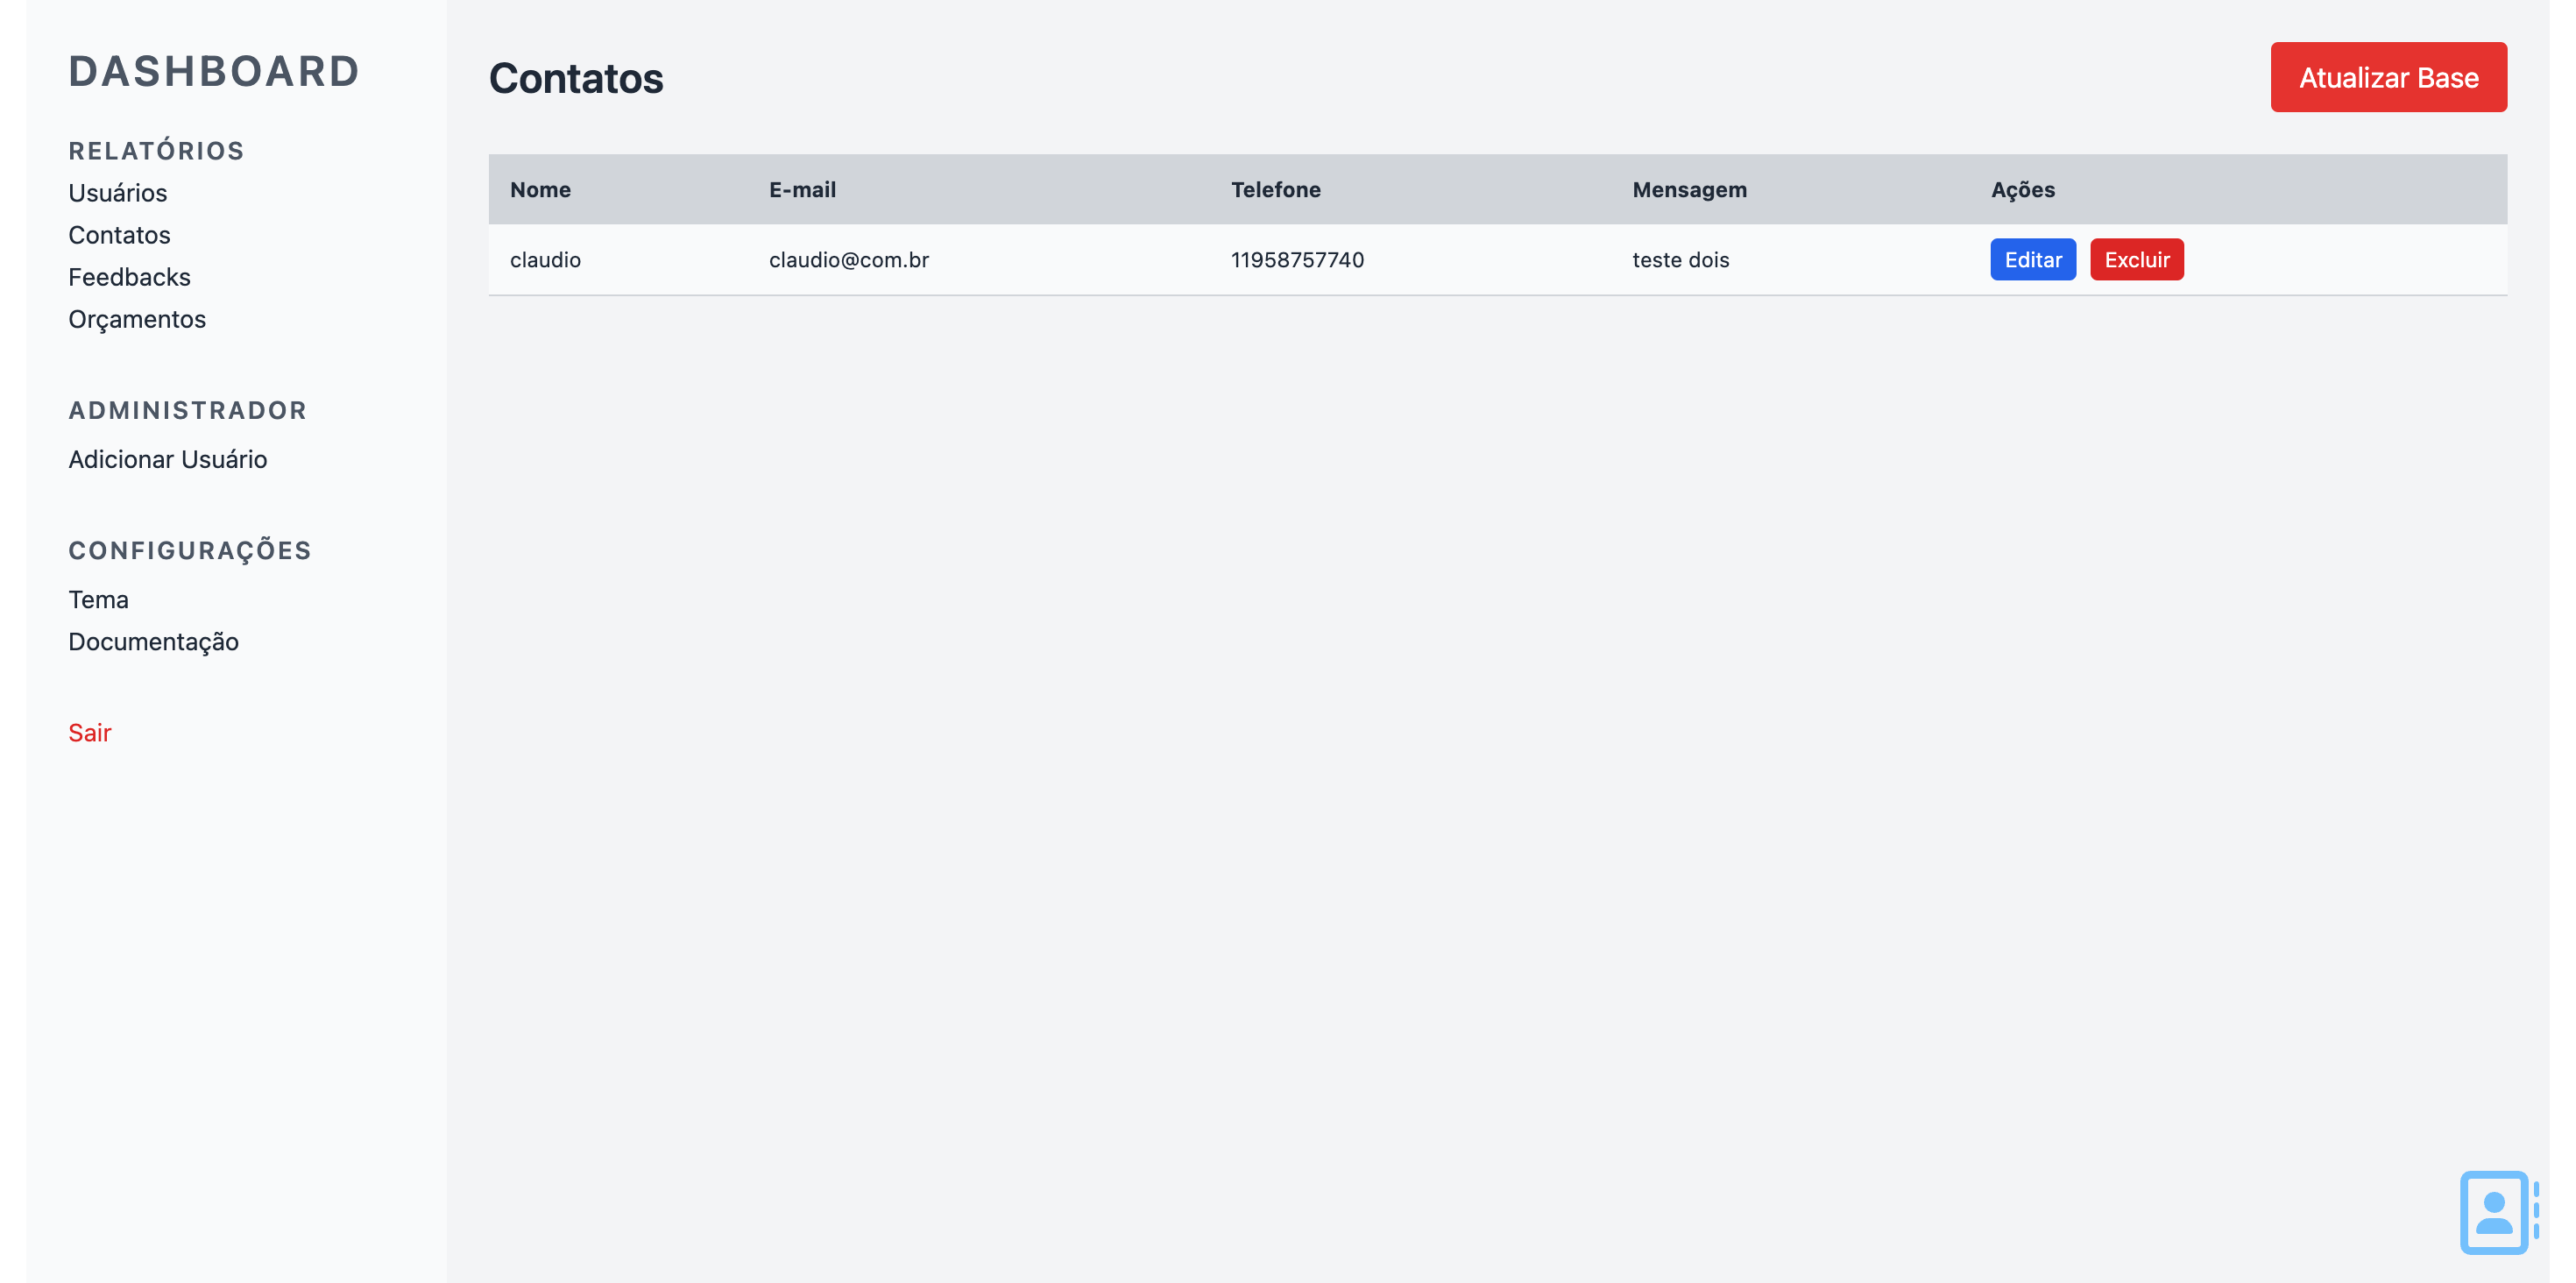 DASHBOARD
RELATÓRIOS
Usuários
Contatos
Feedbacks
Orçamentos
ADMINISTRADOR
Adicionar Usuário
CONFIGURAÇÕES
Tema
Documentação
Sair
Contatos
Atualizar Base
Nome E-mail Telefone Mensagem Ações
claudio claudio@com.br 11958757740 teste dois Editar Excluir